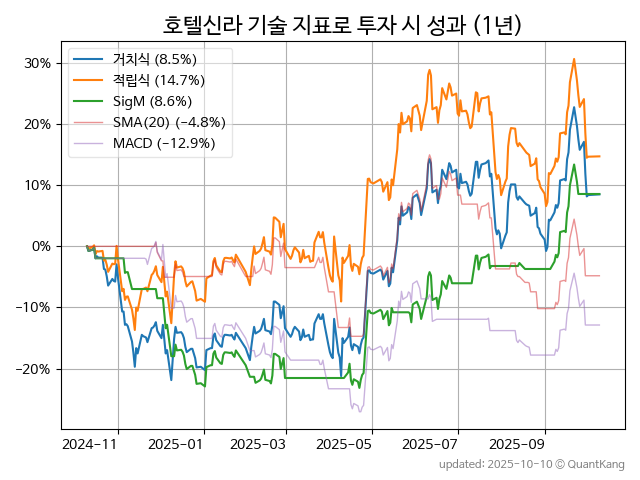 호텔신라 기술 지표로 투자 시 성과 (1년)
거치식 (8.5%)
적립식 (14.7%)
SigM (8.6%)
SMA(20) (−4.8%)
MACD (−12.9%)
30%
20%
10%
0%
−10%
−20%
2024-11 2025-01 2025-03 2025-05 2025-07 2025-09
updated: 2025-10-10 © QuantKang